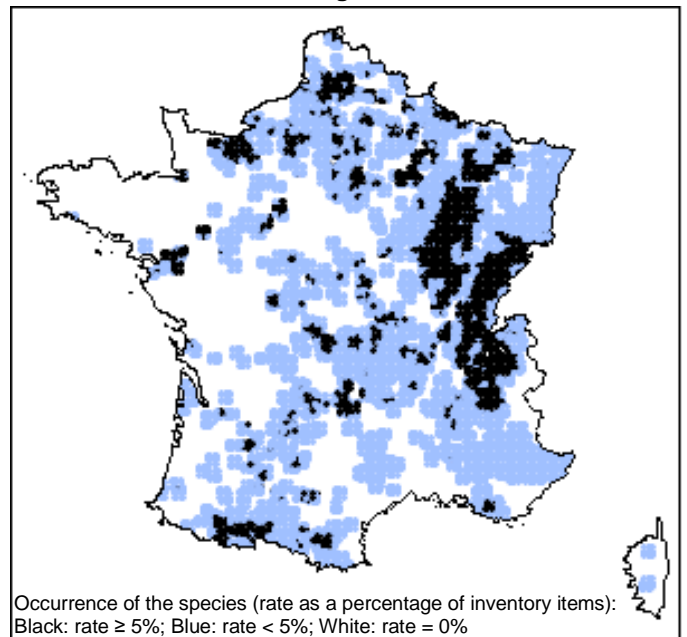 Occurrence of the species (rate as a percentage of inventory items):
Black: rate ≥ 5%; Blue: rate < 5%; White: rate = 0%